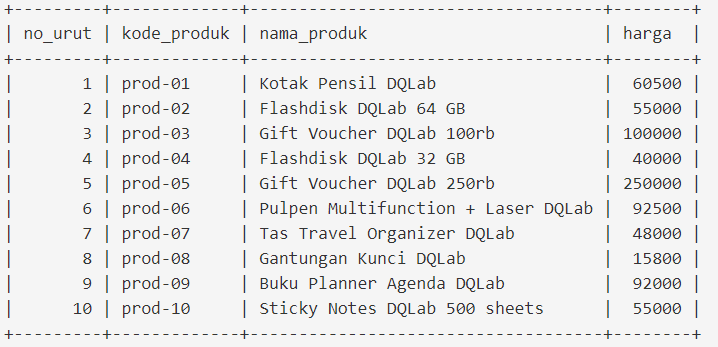 +---------+-------------+-----------------------------------+--------+
| no_urut | kode_produk | nama_produk                       | harga  |
+---------+-------------+-----------------------------------+--------+
|       1 | prod-01     | Kotak Pensil DQLab                |  60500 |
|       2 | prod-02     | Flashdisk DQLab 64 GB             |  55000 |
|       3 | prod-03     | Gift Voucher DQLab 100rb          | 100000 |
|       4 | prod-04     | Flashdisk DQLab 32 GB             |  40000 |
|       5 | prod-05     | Gift Voucher DQLab 250rb          | 250000 |
|       6 | prod-06     | Pulpen Multifunction + Laser DQLab |  92500 |
|       7 | prod-07     | Tas Travel Organizer DQLab        |  48000 |
|       8 | prod-08     | Gantungan Kunci DQLab             |  15800 |
|       9 | prod-09     | Buku Planner Agenda DQLab         |  92000 |
|      10 | prod-10     | Sticky Notes DQLab 500 sheets     |  55000 |
+---------+-------------+-----------------------------------+--------+